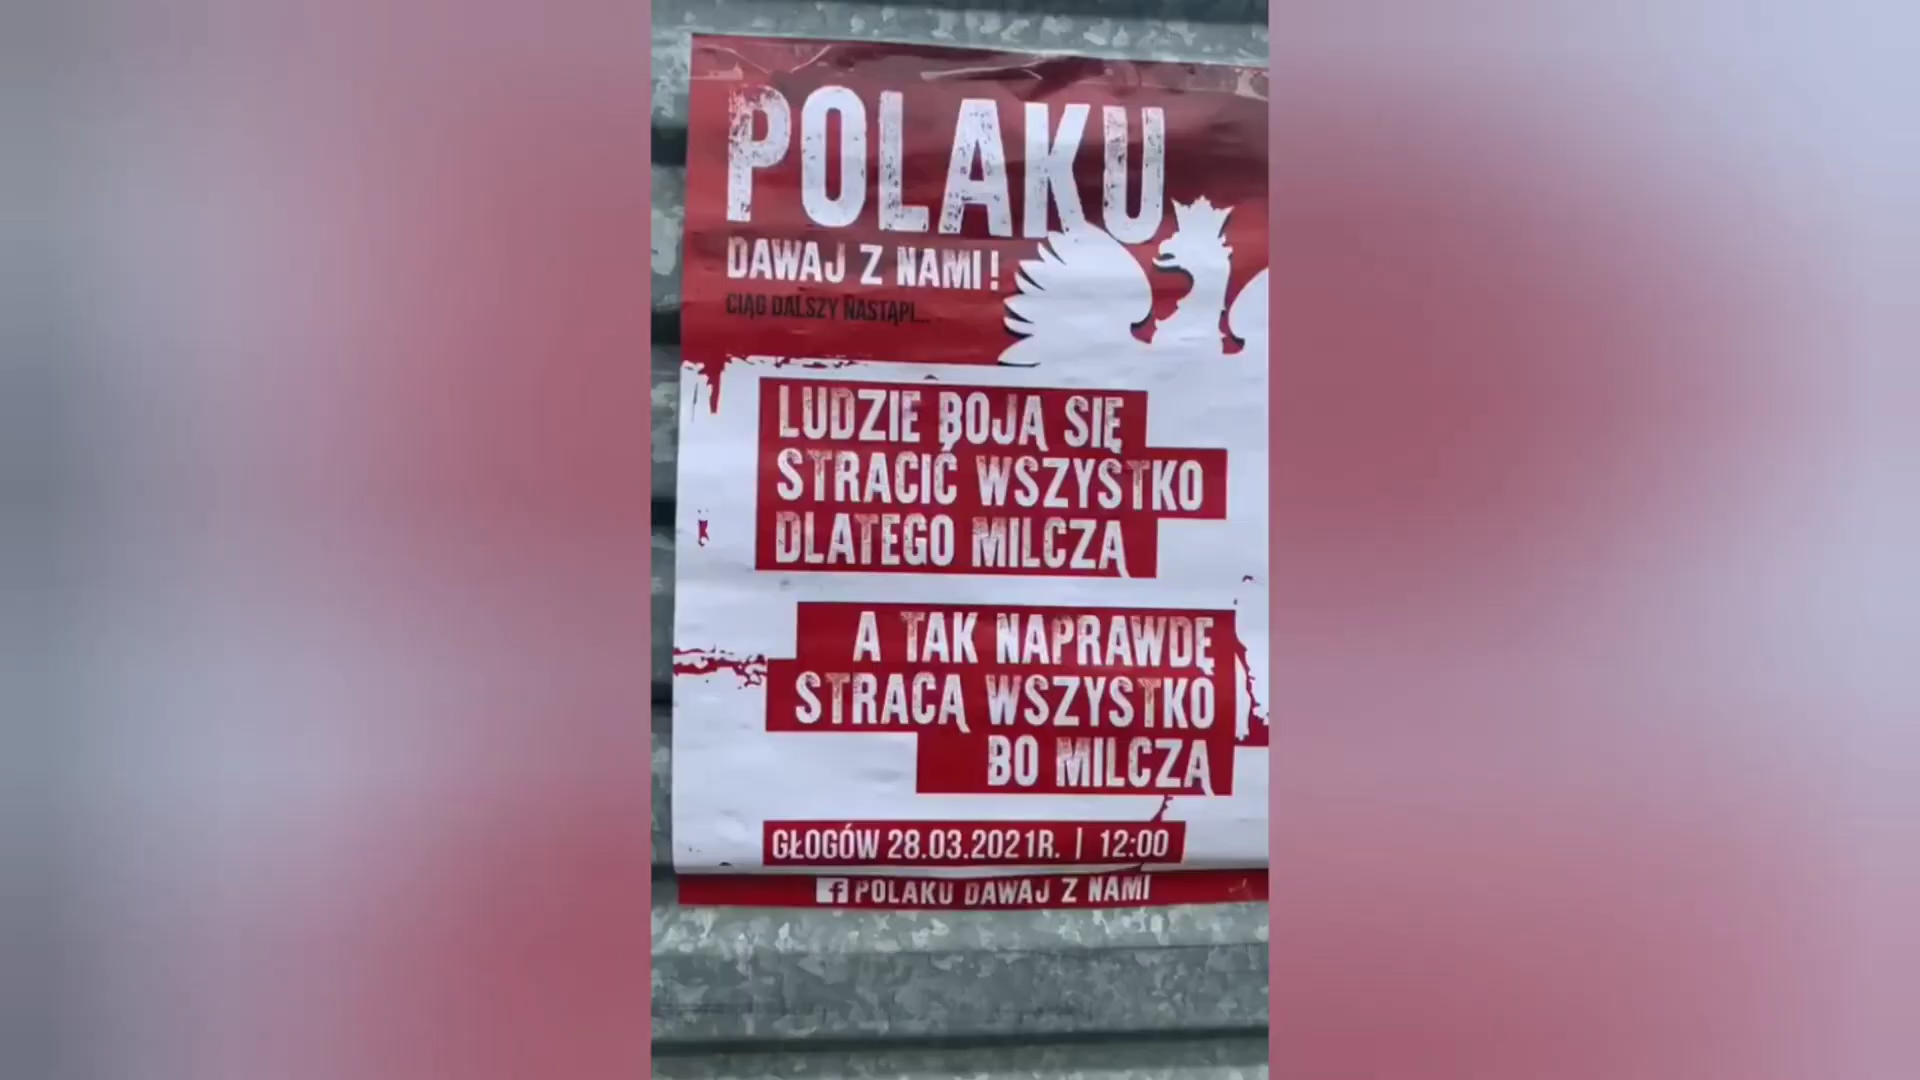 POLAKU
DAWAJ Z NAMI!
CIĄG DALSZY NASTĄPI...
LUDZIE BOJĄ SIĘ
STRACIĆ WSZYSTKO
DLATEGO MILCZĄ
A TAK NAPRAWDĘ
STRACĄ WSZYSTKO
BO MILCZĄ
GŁOGÓW 28.03.2021R. | 12:00
f POLAKU DAWAJ Z NAMI